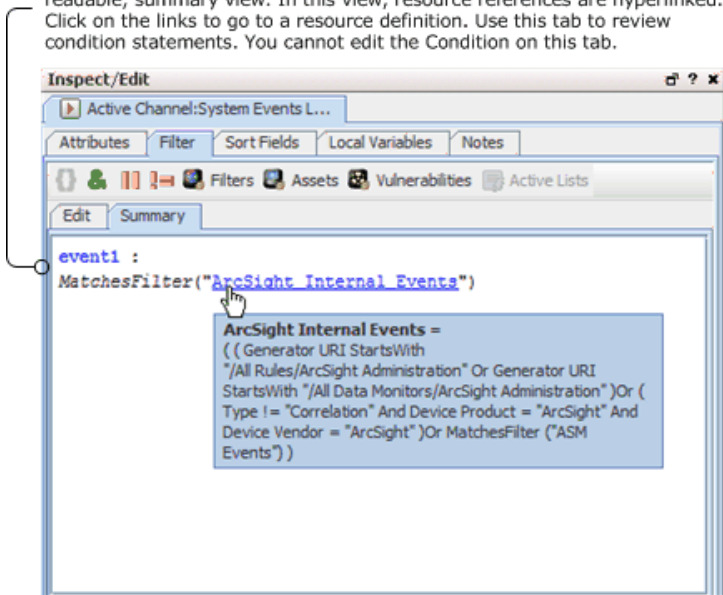 readable, summary view. In this view, resource references are hyperlinked.
Click on the links to go to a resource definition. Use this tab to review
condition statements. You cannot edit the Condition on this tab.
Inspect/Edit
Active Channel:System Events L...
Attributes Filter Sort Fields Local Variables Notes
Filters Assets Vulnerabilities Active Lists
Edit Summary
event1 :
MatchesFilter("ArcSight Internal Events")
ArcSight Internal Events =
( ( Generator URI StartsWith
"/All Rules/ArcSight Administration" Or Generator URI
StartsWith "/All Data Monitors/ArcSight Administration" )Or (
Type != "Correlation" And Device Product = "ArcSight" And
Device Vendor = "ArcSight" )Or MatchesFilter ("ASM
Events") )